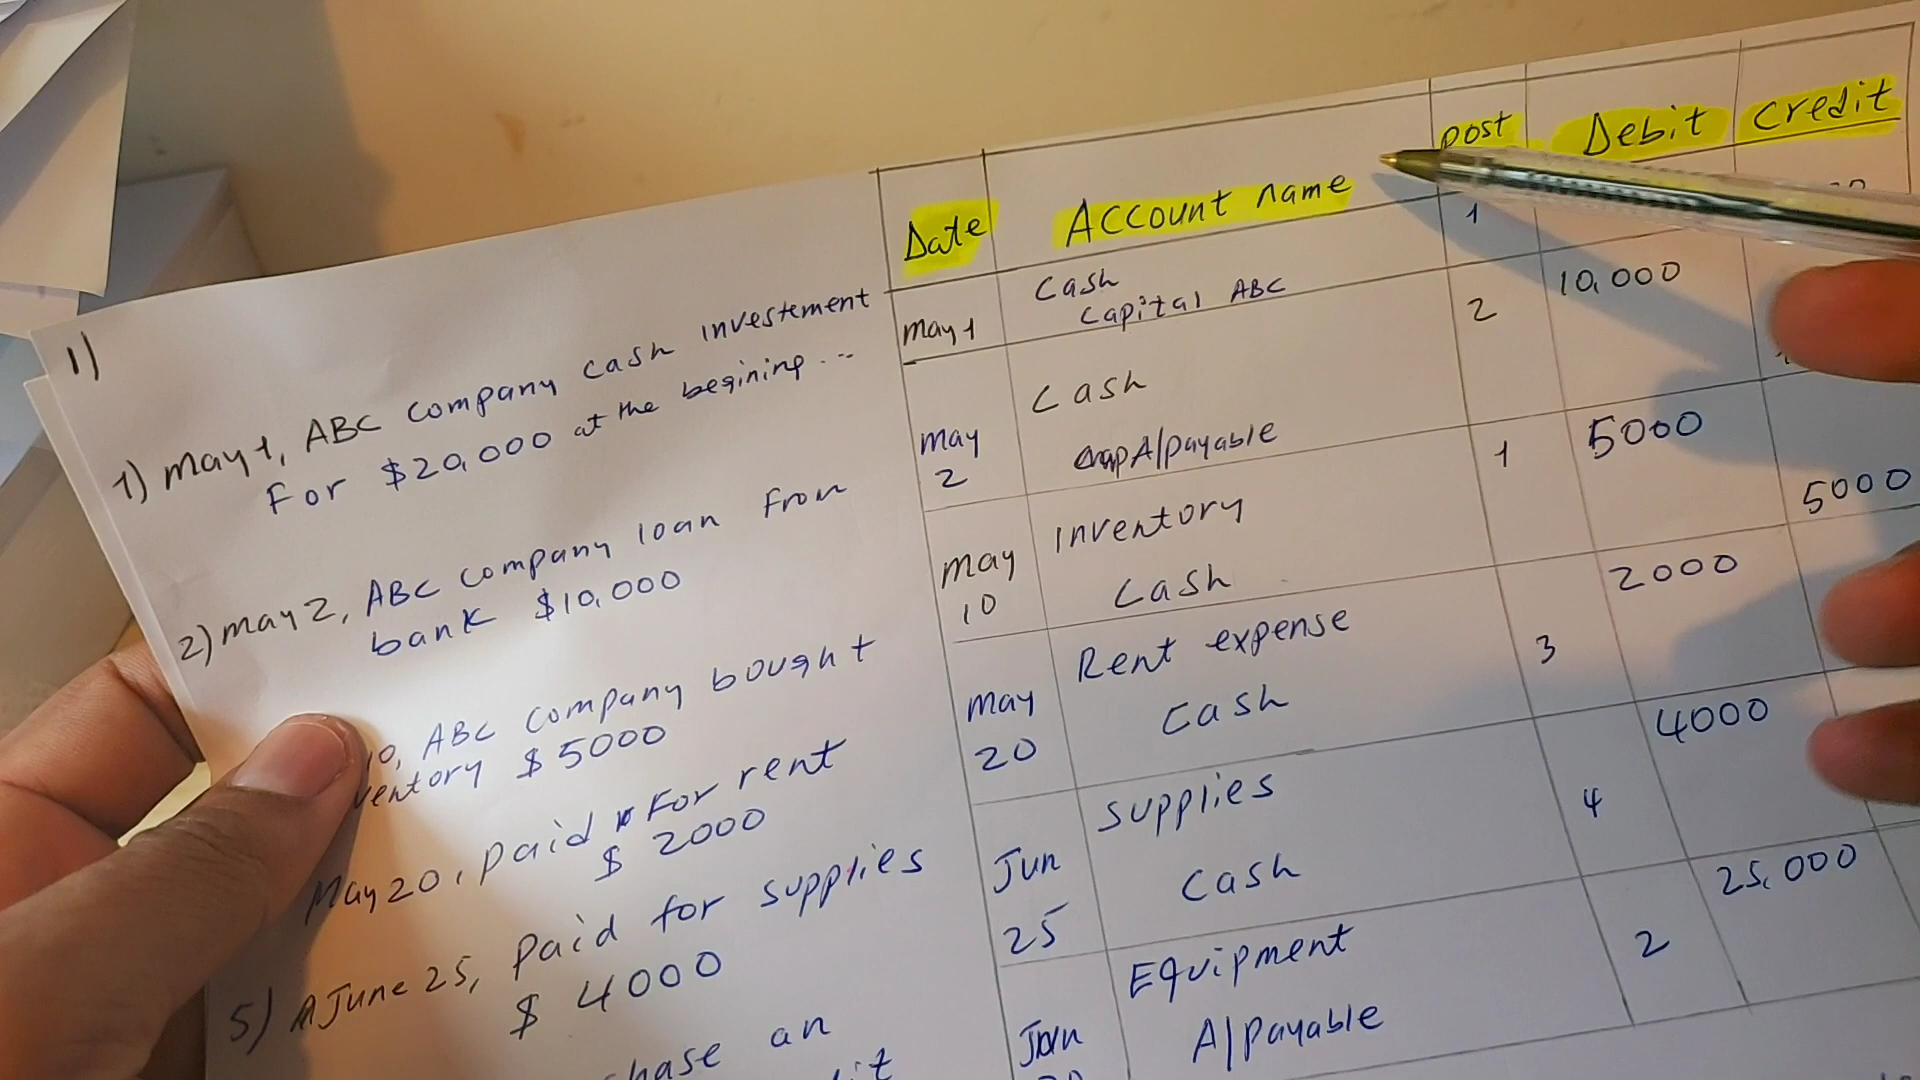 1)
1) may 1, ABC company cash investement
For $20,000 at the begining ...
2) may 2, ABC company loan from
bank $10,000
10, ABC company bought
ventory $5000
May 20, paid For rent
$ 2000
5) June 25, paid for supplies
$ 4000
chase an
Date Account name post Debit credit
may 1 Cash 1
capital ABC
may 2 Cash 2 10,000
A/payable
may 10 inventory 1 5000
Cash 5000
may 20 Rent expense 3 2000
Cash
Jun 25 supplies 4 4000
Cash
Equipment 2 25,000
A/payable